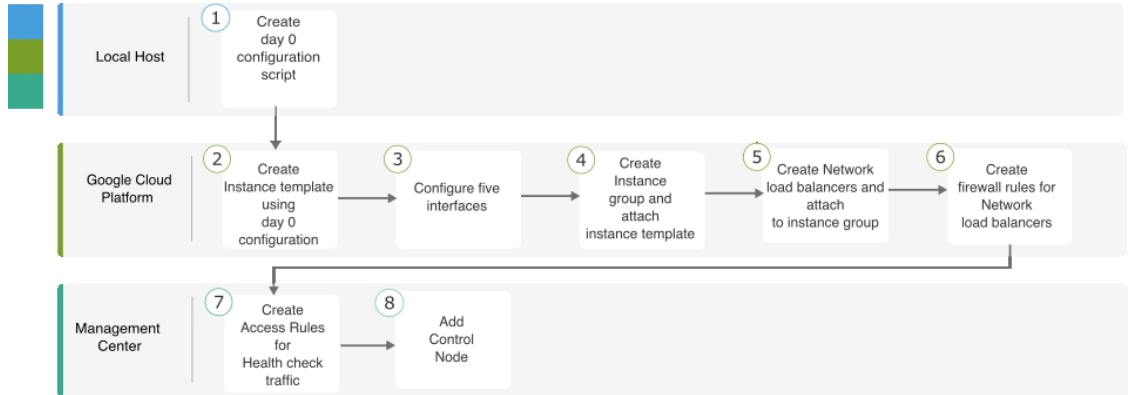 Local Host
1
Create
day 0
configuration
script
Google Cloud
Platform
2
Create
Instance template
using
day 0
configuration
3
Configure five
interfaces
4
Create
Instance
group and
attach
instance template
5
Create Network
load balancers and
attach
to instance group
6
Create
firewall rules for
Network
load balancers
Management
Center
7
Create
Access Rules
for
Health check
traffic
8
Add
Control
Node